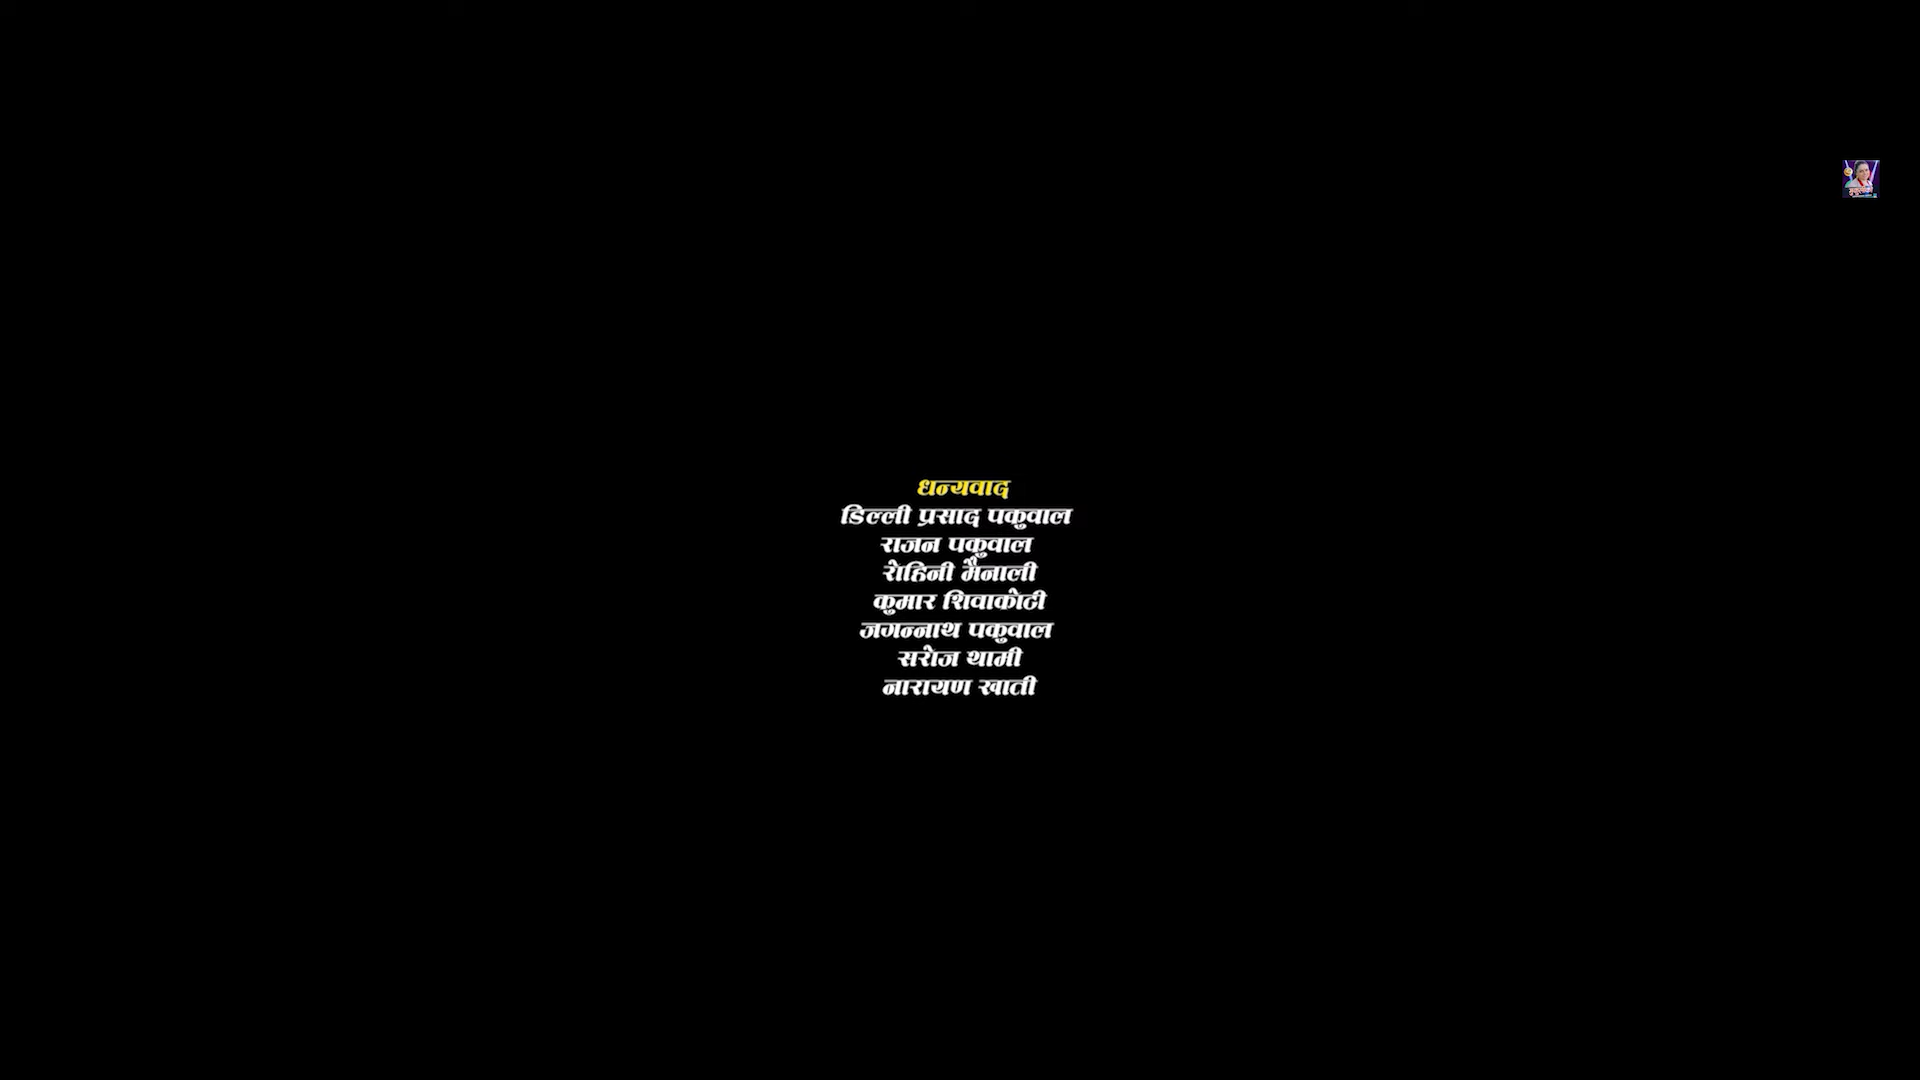 धन्यवाद
डिल्ली प्रसाद पकुवाल
राजन पकुवाल
रोहिनी मैनाली
कुमार शिवाकोटी
जगन्नाथ पकुवाल
सरोज थामी
नारायण खाती